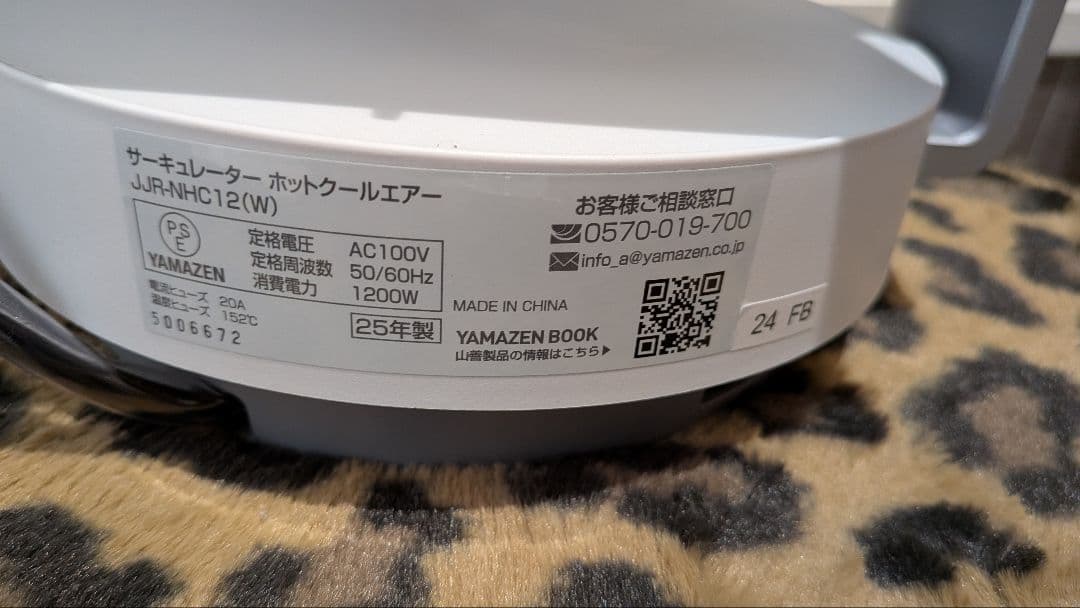 サーキュレーター ホットクールエアー
JJR-NHC12(W)
PSE
YAMAZEN
定格電圧 AC100V
定格周波数 50/60Hz
消費電力 1200W
電流ヒューズ 20A
温度ヒューズ 152℃
5006672
25年製
MADE IN CHINA
YAMAZEN BOOK
山善製品の情報はこちら▶
お客様ご相談窓口
0570-019-700
info_a@yamazen.co.jp
24 FB